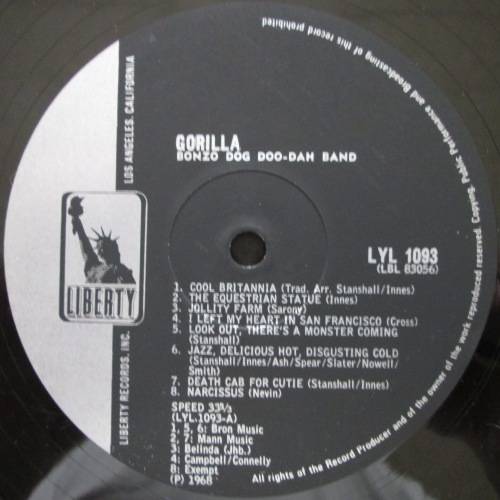 GORILLA
BONZO DOG DOO-DAH BAND
LYL 1093
(LBL 83056)
1. COOL BRITANNIA (Trad. Arr. Stanshall/Innes)
2. THE EQUESTRIAN STATUE (Innes)
3. JOLLITY FARM (Sarony)
4. I LEFT MY HEART IN SAN FRANCISCO (Cross)
5. LOOK OUT, THERE'S A MONSTER COMING
(Stanshall)
6. JAZZ, DELICIOUS HOT, DISGUSTING COLD
(Stanshall/Innes/Ash/Spear/Slater/Nowell/
Smith)
7. DEATH CAB FOR CUTIE (Stanshall/Innes)
8. NARCISSUS (Nevin)
SPEED 33⅓
(LYL.1093-A)
1, 5, 6: Bron Music
2, 7: Mann Music
3: Belinda (Jhb.)
4: Campbell/Connelly
8: Exempt
(P) 1968
LIBERTY
LIBERTY RECORDS, INC.
LOS ANGELES, CALIFORNIA
All rights of the Record Producer and of the owner of the work reproduced reserved. Copying, Public Performance and Broadcasting of this record prohibited